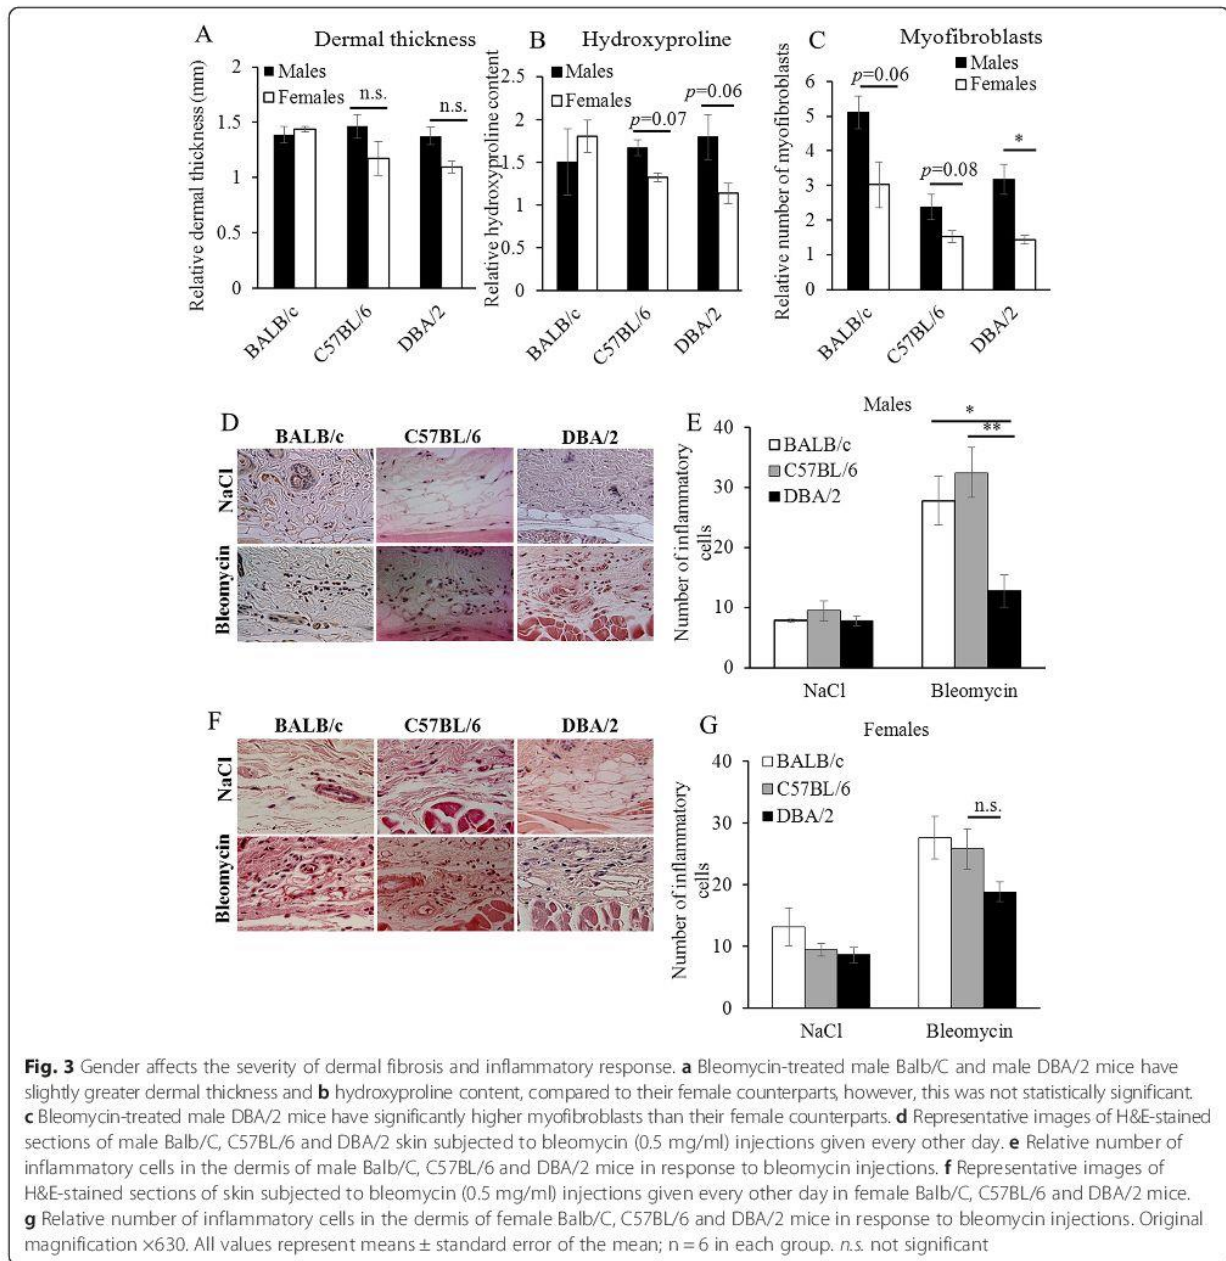 A
Dermal thickness
Relative dermal thickness (mm)
2
1.5
1
0.5
0
Males
Females
n.s.
n.s.
BALB/c
C57BL/6
DBA/2
B
Hydroxyproline
Relative hydroxyproline content
2.5
2
1.5
1
0.5
0
Males
Females
p=0.07
p=0.06
BALB/c
C57BL/6
DBA/2
C
Myofibroblasts
Relative number of myofibroblasts
6
5
4
3
2
1
0
Males
Females
p=0.06
p=0.08
*
BALB/c
C57BL/6
DBA/2
D
BALB/c
C57BL/6
DBA/2
NaCl
Bleomycin
E
Males
Number of inflammatory
cells
40
30
20
10
0
BALB/c
C57BL/6
DBA/2
*
**
NaCl
Bleomycin
F
BALB/c
C57BL/6
DBA/2
NaCl
Bleomycin
G
Females
Number of inflammatory
cells
40
30
20
10
0
BALB/c
C57BL/6
DBA/2
n.s.
NaCl
Bleomycin
Fig. 3 Gender affects the severity of dermal fibrosis and inflammatory response. a Bleomycin-treated male Balb/C and male DBA/2 mice have
slightly greater dermal thickness and b hydroxyproline content, compared to their female counterparts, however, this was not statistically significant.
c Bleomycin-treated male DBA/2 mice have significantly higher myofibroblasts than their female counterparts. d Representative images of H&E-stained
sections of male Balb/C, C57BL/6 and DBA/2 skin subjected to bleomycin (0.5 mg/ml) injections given every other day. e Relative number of
inflammatory cells in the dermis of male Balb/C, C57BL/6 and DBA/2 mice in response to bleomycin injections. f Representative images of
H&E-stained sections of skin subjected to bleomycin (0.5 mg/ml) injections given every other day in female Balb/C, C57BL/6 and DBA/2 mice.
g Relative number of inflammatory cells in the dermis of female Balb/C, C57BL/6 and DBA/2 mice in response to bleomycin injections. Original
magnification ×630. All values represent means ± standard error of the mean; n = 6 in each group. n.s. not significant